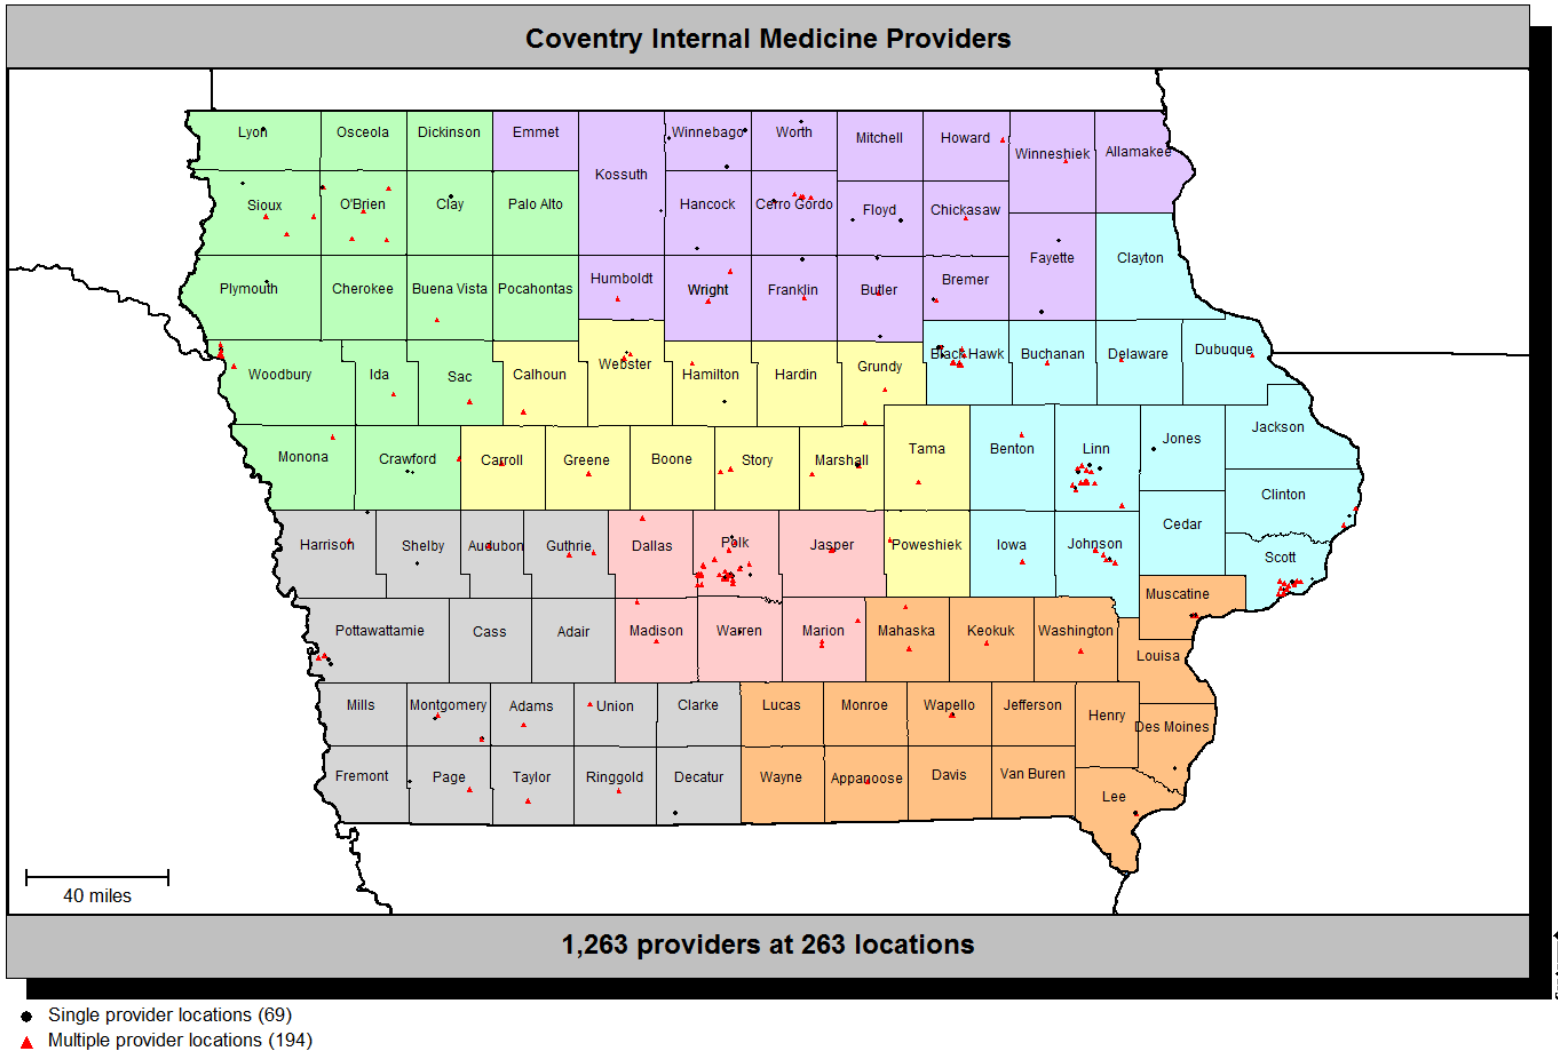 Coventry Internal Medicine Providers
Lyon Osceola Dickinson Emmet Kossuth Winnebago Worth Mitchell Howard Winneshiek Allamakee
Sioux O'Brien Clay Palo Alto Hancock Cerro Gordo Floyd Chickasaw
Plymouth Cherokee Buena Vista Pocahontas Humboldt Wright Franklin Butler Bremer Fayette Clayton
Woodbury Ida Sac Calhoun Webster Hamilton Hardin Grundy Black Hawk Buchanan Delaware Dubuque
Monona Crawford Carroll Greene Boone Story Marshall Tama Benton Linn Jones Jackson
Clinton
Harrison Shelby Audubon Guthrie Dallas Polk Jasper Poweshiek Iowa Johnson Cedar Scott
Muscatine
Pottawattamie Cass Adair Madison Warren Marion Mahaska Keokuk Washington Louisa
Mills Montgomery Adams Union Clarke Lucas Monroe Wapello Jefferson Henry Des Moines
Fremont Page Taylor Ringgold Decatur Wayne Appanoose Davis Van Buren Lee
40 miles
1,263 providers at 263 locations
Single provider locations (69)
Multiple provider locations (194)